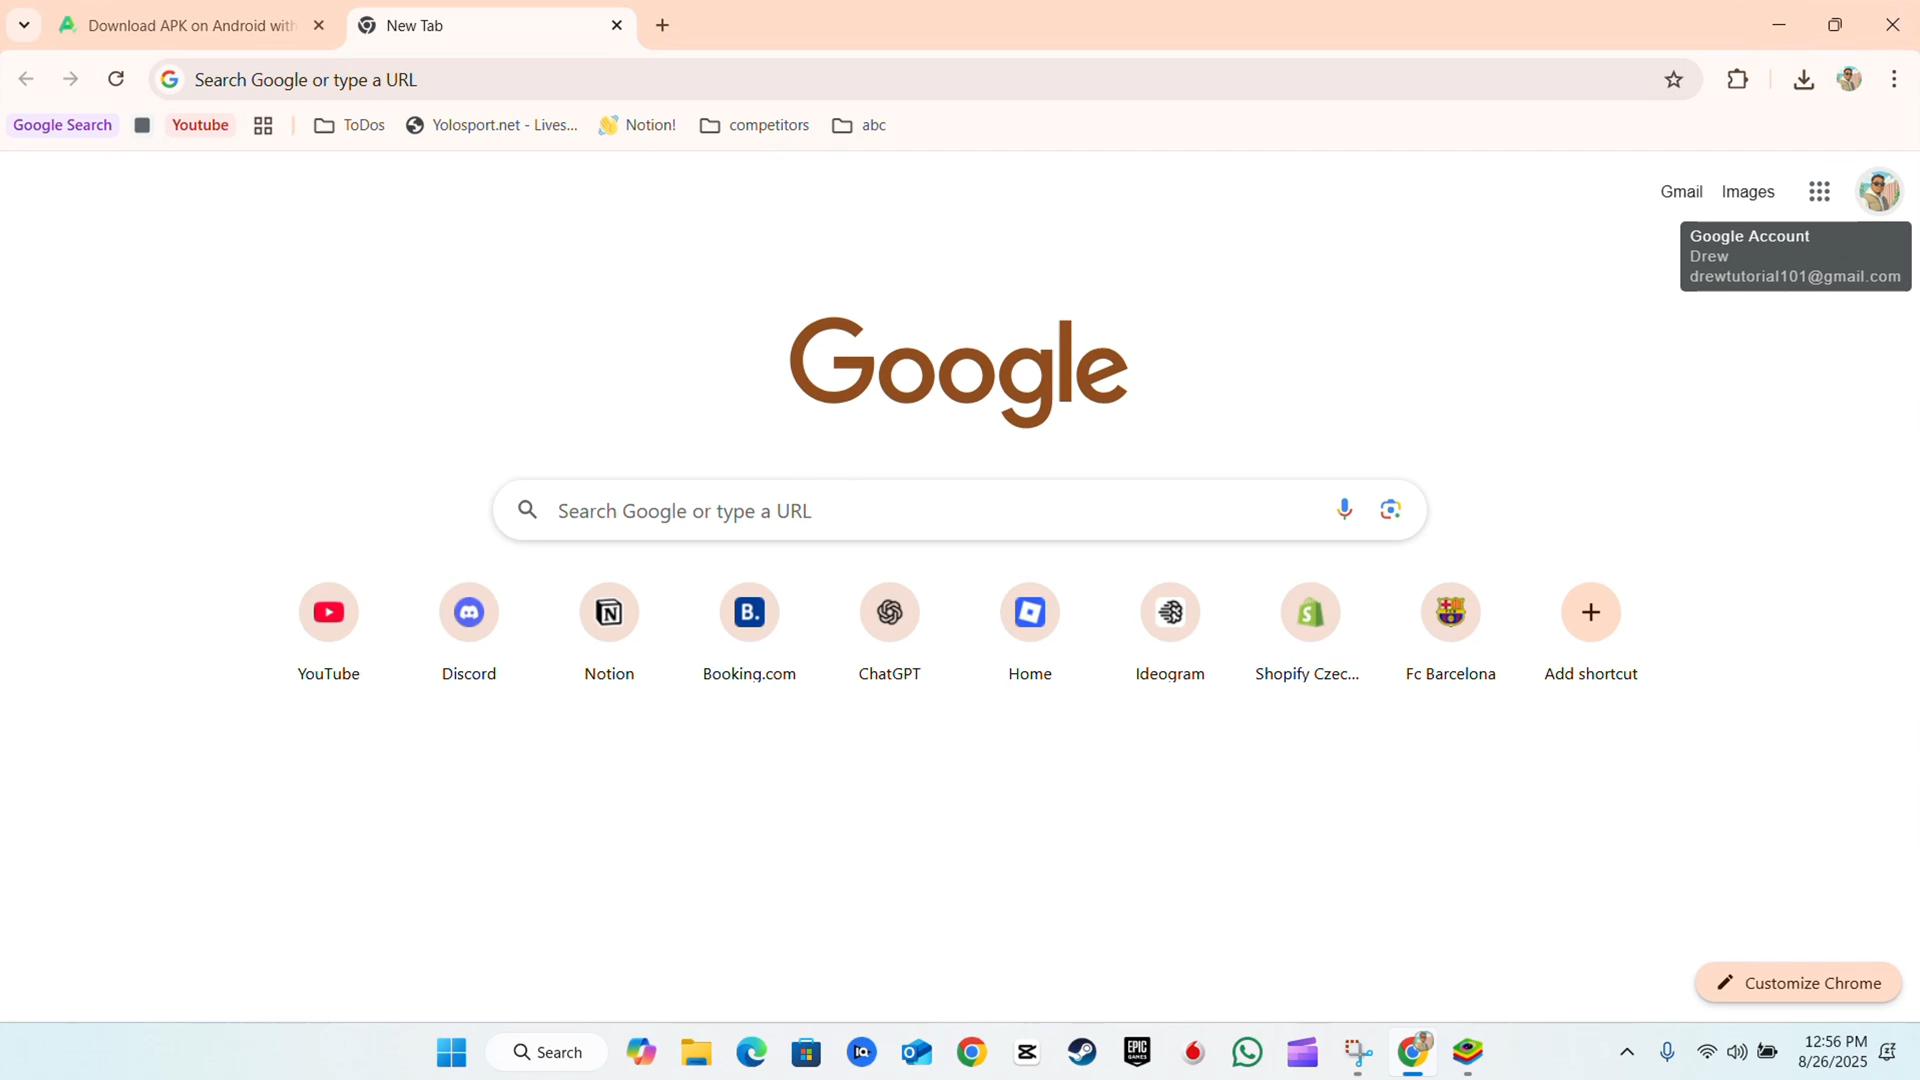 Download APK on Android with
New Tab
Search Google or type a URL
Google Search
Youtube
ToDos
Yolosport.net - Lives...
Notion!
competitors
abc
Gmail
Images
Google Account
Drew
drewtutorial101@gmail.com
Google
Search Google or type a URL
YouTube
Discord
Notion
Booking.com
ChatGPT
Home
Ideogram
Shopify Czec...
Fc Barcelona
Add shortcut
Customize Chrome
Search
EPIC
GAMES
12:56 PM
8/26/2025